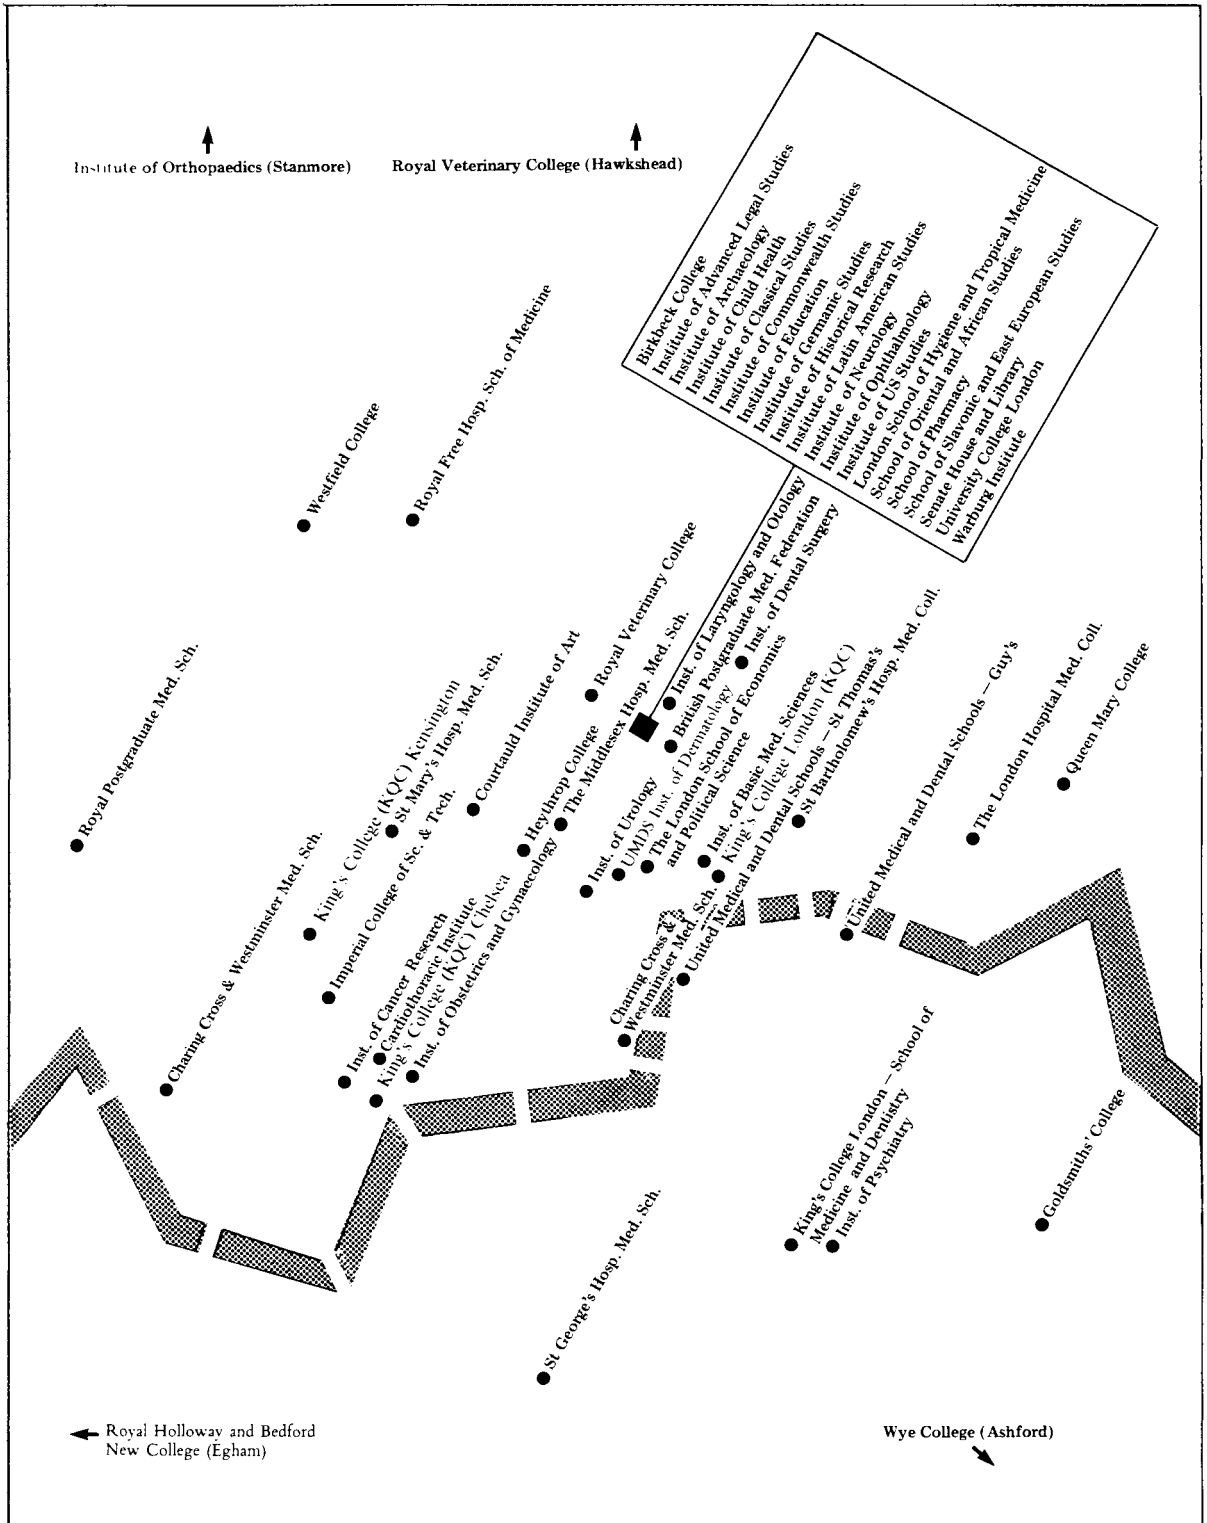 Institute of Orthopaedics (Stanmore)
Royal Veterinary College (Hawkshead)
Birkbeck College
Institute of Advanced Legal Studies
Institute of Archaeology
Institute of Child Health
Institute of Classical Studies
Institute of Commonwealth Studies
Institute of Education
Institute of Germanic Studies
Institute of Historical Research
Institute of Latin American Studies
Institute of Neurology
Institute of Ophthalmology
Institute of US Studies
London School of Hygiene and Tropical Medicine
School of Oriental and African Studies
School of Pharmacy
School of Slavonic and East European Studies
Senate House and Library
University College London
Warburg Institute
Westfield College
Royal Free Hosp. Sch. of Medicine
Royal Postgraduate Med. Sch.
Charing Cross & Westminster Med. Sch.
King's College (KQC) Kensington
St Mary's Hosp. Med. Sch.
Imperial College of Sc. & Tech.
Courtauld Institute of Art
Royal Veterinary College
Heythrop College
The Middlesex Hosp. Med. Sch.
Inst. of Laryngology and Otology
British Postgraduate Med. Federation
Inst. of Dental Surgery
Inst. of Urology
UMDS Inst. of Dermatology
The London School of Economics
and Political Science
Inst. of Basic Med. Sciences
King's College London (KQC)
United Medical and Dental Schools – St Thomas's
St Bartholomew's Hosp. Med. Coll.
United Medical and Dental Schools – Guy's
The London Hospital Med. Coll.
Queen Mary College
Inst. of Cancer Research
Cardiothoracic Institute
King's College (KQC) Chelsea
Inst. of Obstetrics and Gynaecology
Charing Cross &
Westminster Med. Sch.
King's College London – School of
Medicine and Dentistry
Inst. of Psychiatry
Goldsmiths' College
St George's Hosp. Med. Sch.
Royal Holloway and Bedford
New College (Egham)
Wye College (Ashford)